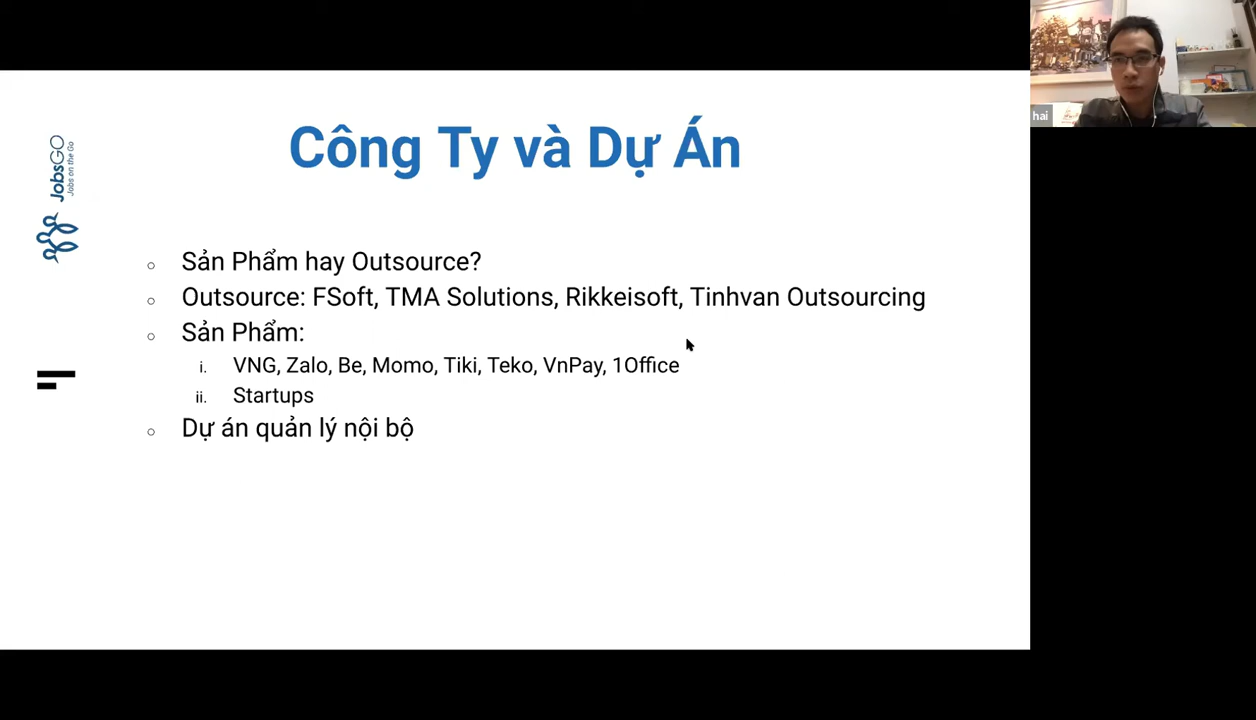 Công Ty và Dự Án
JobsGO
Jobs on the Go
Sản Phẩm hay Outsource?
Outsource: FSoft, TMA Solutions, Rikkeisoft, Tinhvan Outsourcing
Sản Phẩm:
i. VNG, Zalo, Be, Momo, Tiki, Teko, VnPay, 1Office
ii. Startups
Dự án quản lý nội bộ
hai